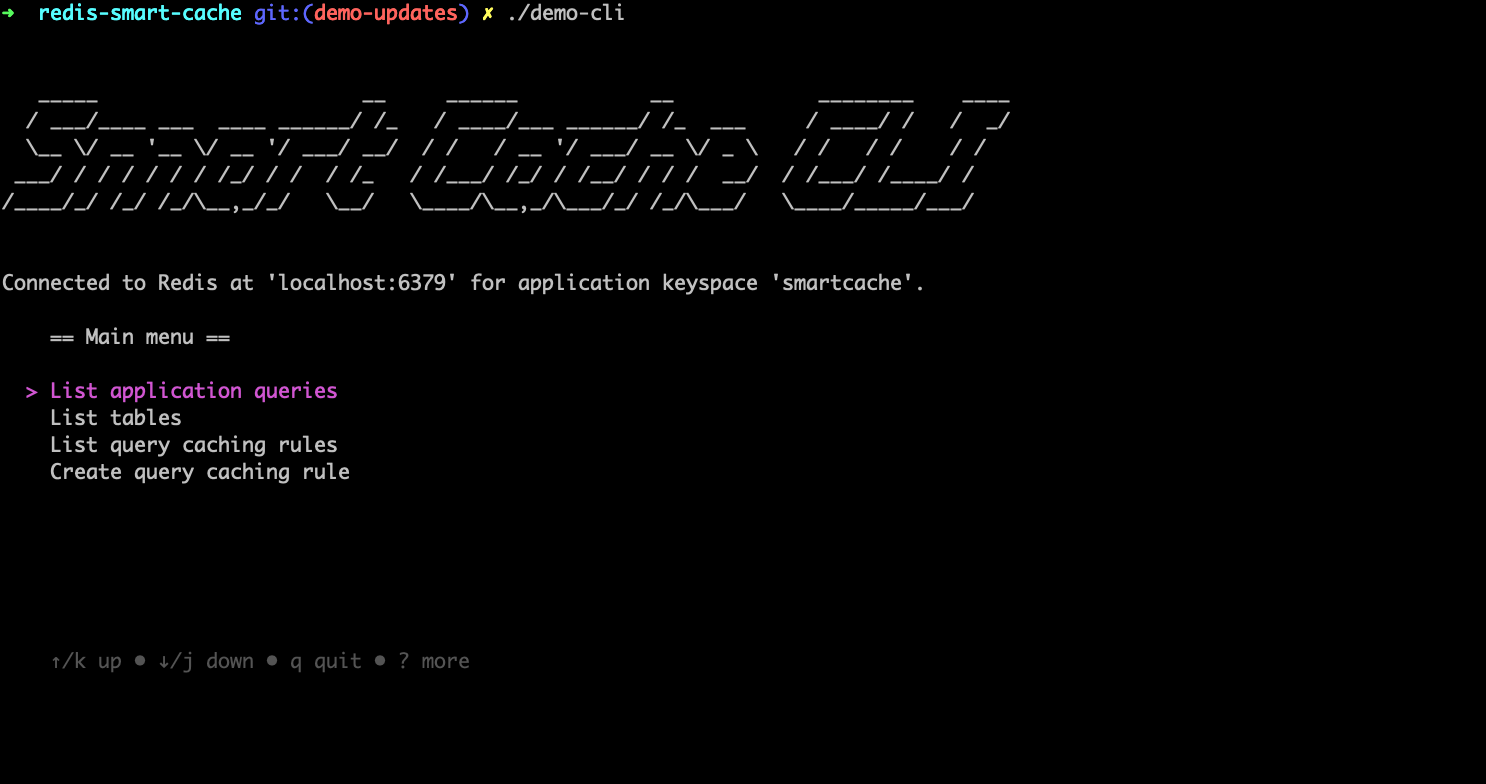 ➜ redis-smart-cache git:(demo-updates) ✗ ./demo-cli
Smart Cache CLI
Connected to Redis at 'localhost:6379' for application keyspace 'smartcache'.
== Main menu ==
> List application queries
List tables
List query caching rules
Create query caching rule
↑/k up • ↓/j down • q quit • ? more